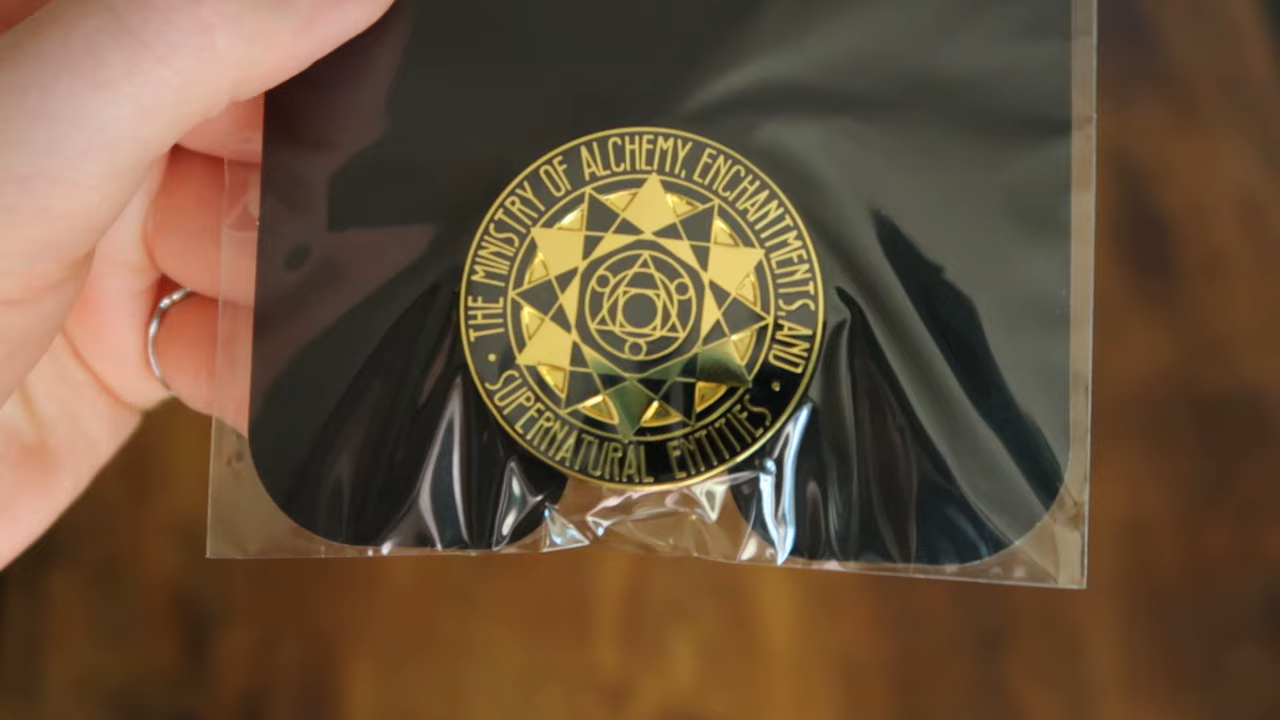 THE MINISTRY OF ALCHEMY, ENCHANTMENTS, AND
• SUPERNATURAL ENTITIES •